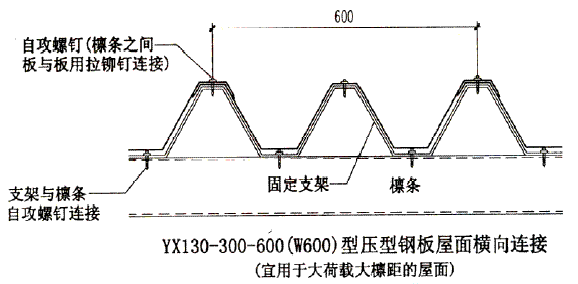 600
自攻螺钉(檩条之间
板与板用拉铆钉连接)
支架与檩条
自攻螺钉连接
固定支架
檩条
YX130-300-600(W600)型压型钢板屋面横向连接
(宜用于大荷载大檩距的屋面)